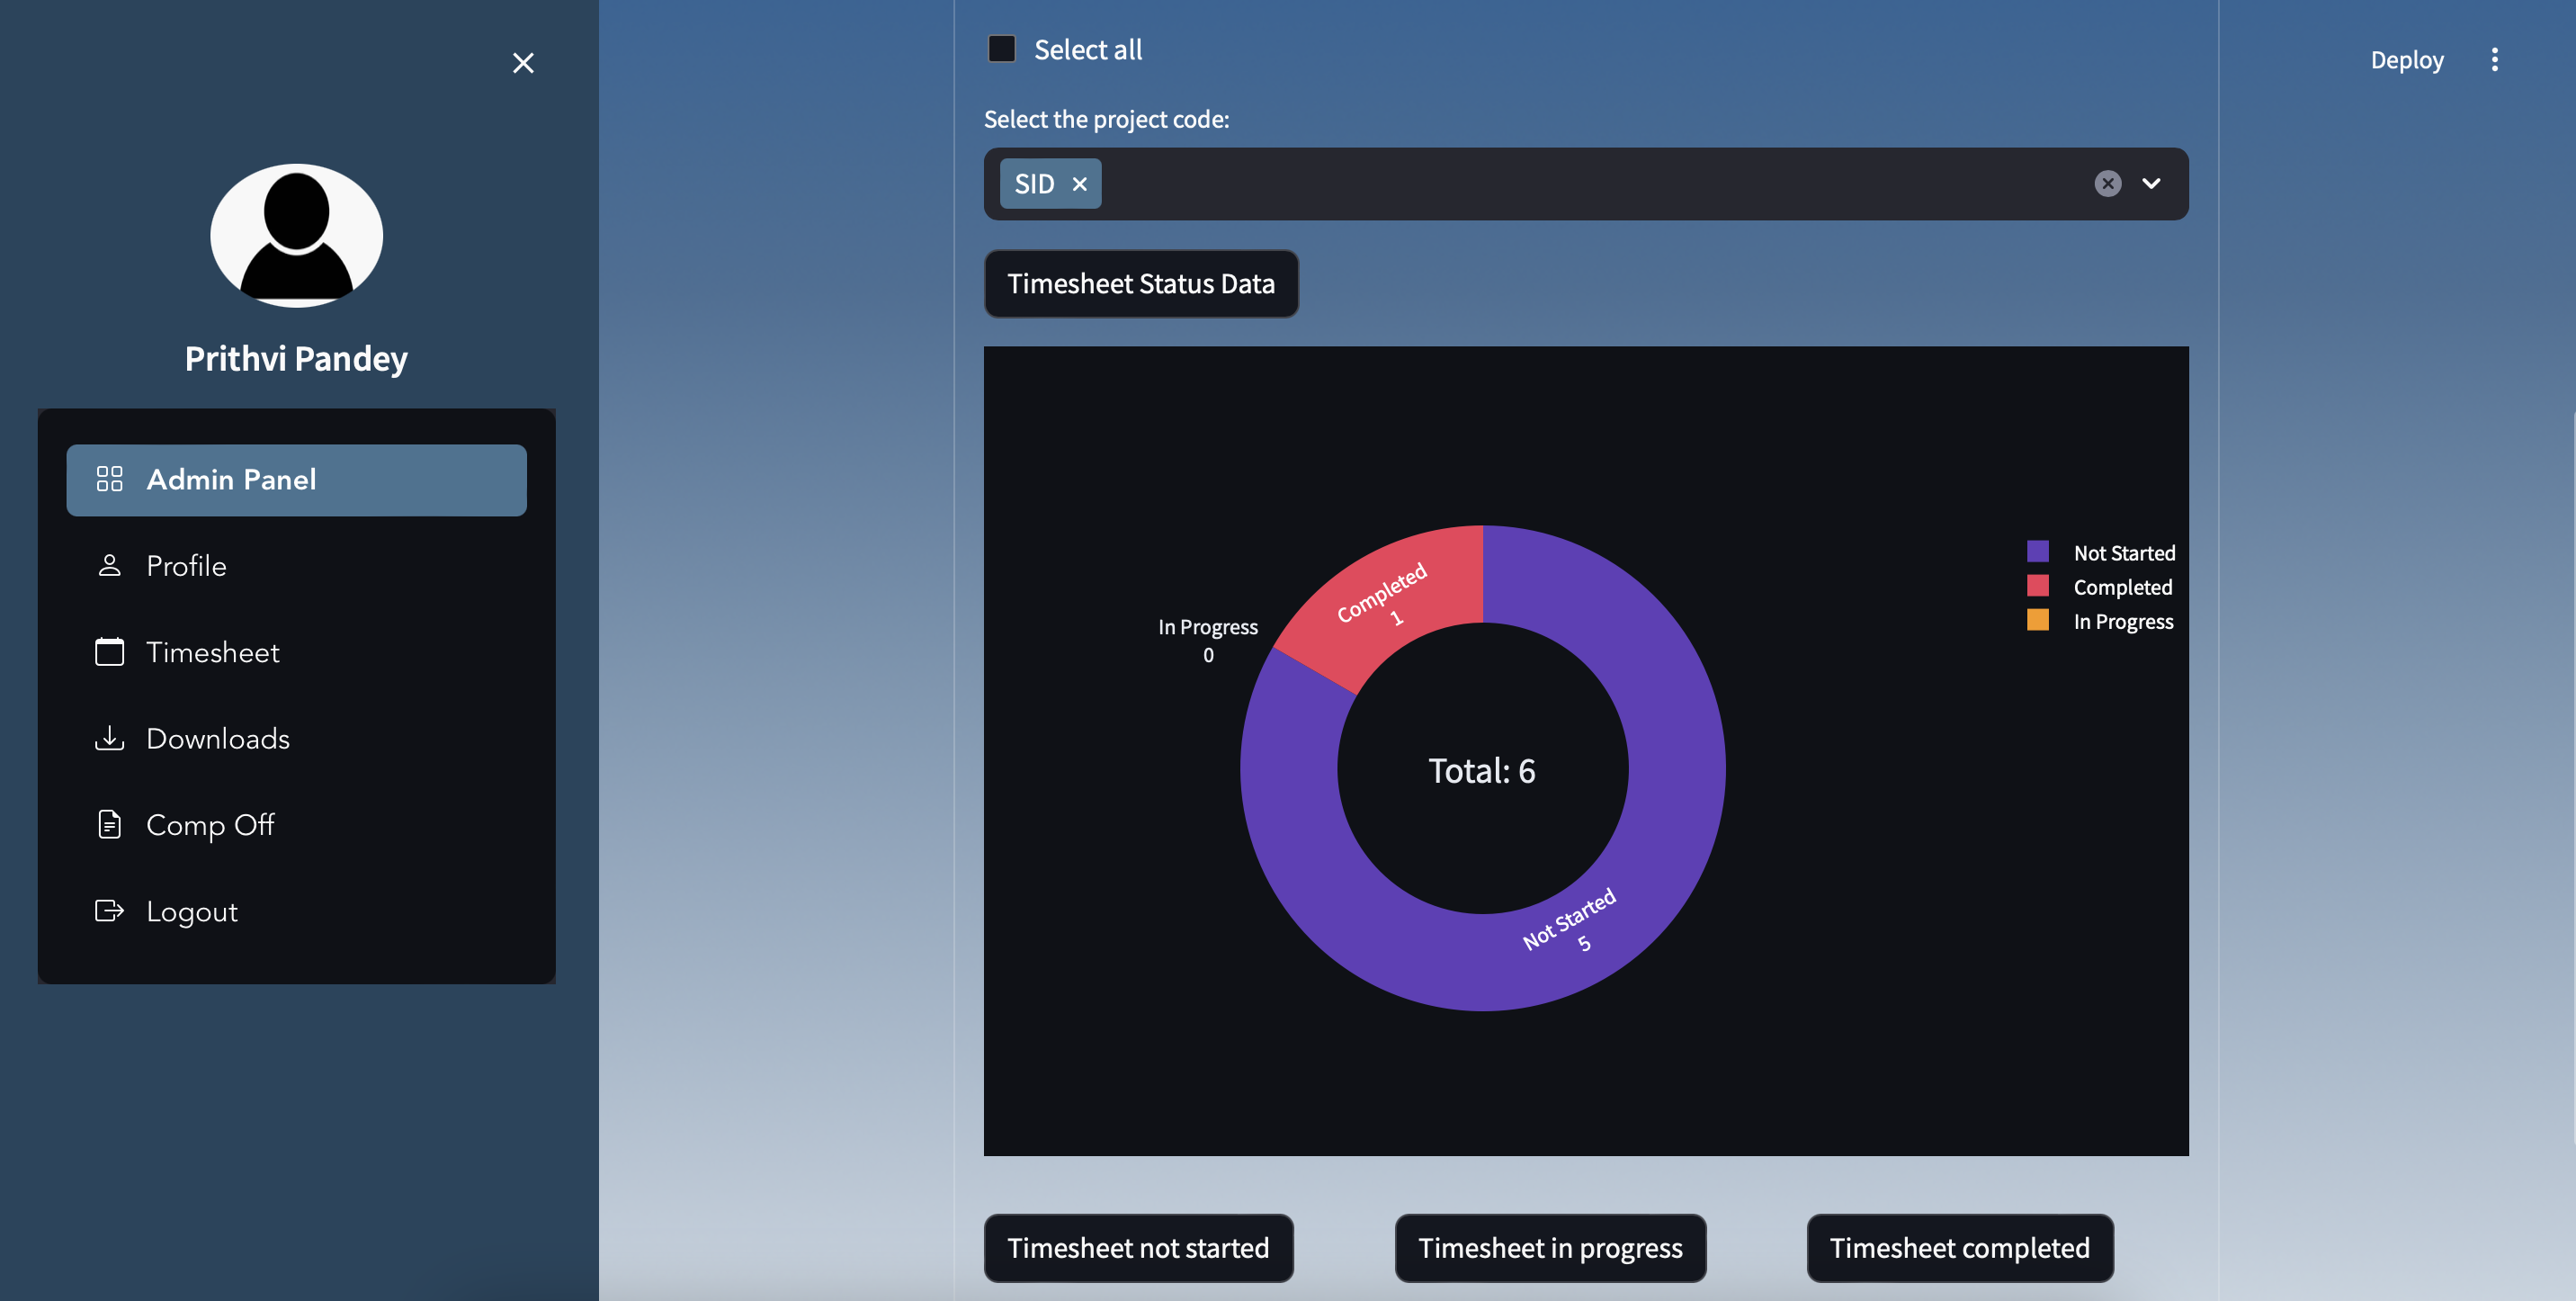 Prithvi Pandey
Admin Panel
Profile
Timesheet
Downloads
Comp Off
Logout
Deploy
Select all
Select the project code:
SID
Timesheet Status Data
Completed
1
In Progress
0
Total: 6
Not Started
5
Not Started
Completed
In Progress
Timesheet not started
Timesheet in progress
Timesheet completed